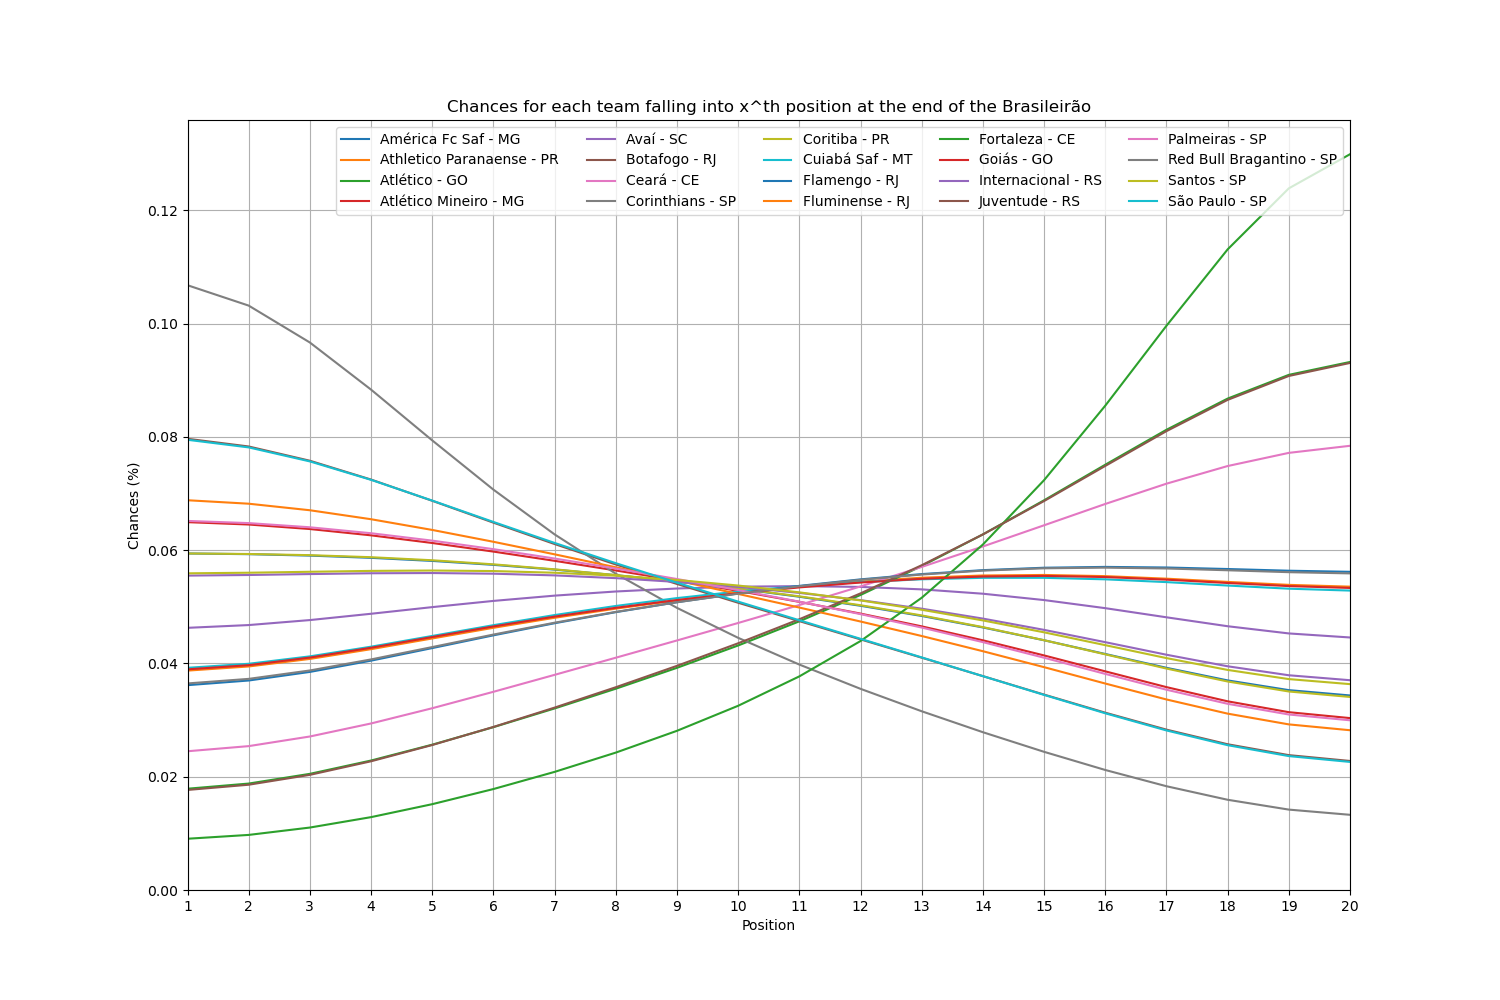 Chances for each team falling into x^th position at the end of the Brasileirão
América Fc Saf - MG
Athletico Paranaense - PR
Atlético - GO
Atlético Mineiro - MG
Avaí - SC
Botafogo - RJ
Ceará - CE
Corinthians - SP
Coritiba - PR
Cuiabá Saf - MT
Flamengo - RJ
Fluminense - RJ
Fortaleza - CE
Goiás - GO
Internacional - RS
Juventude - RS
Palmeiras - SP
Red Bull Bragantino - SP
Santos - SP
São Paulo - SP
0.12
0.10
0.08
0.06
0.04
0.02
0.00
Chances (%)
1 2 3 4 5 6 7 8 9 10 11 12 13 14 15 16 17 18 19 20
Position